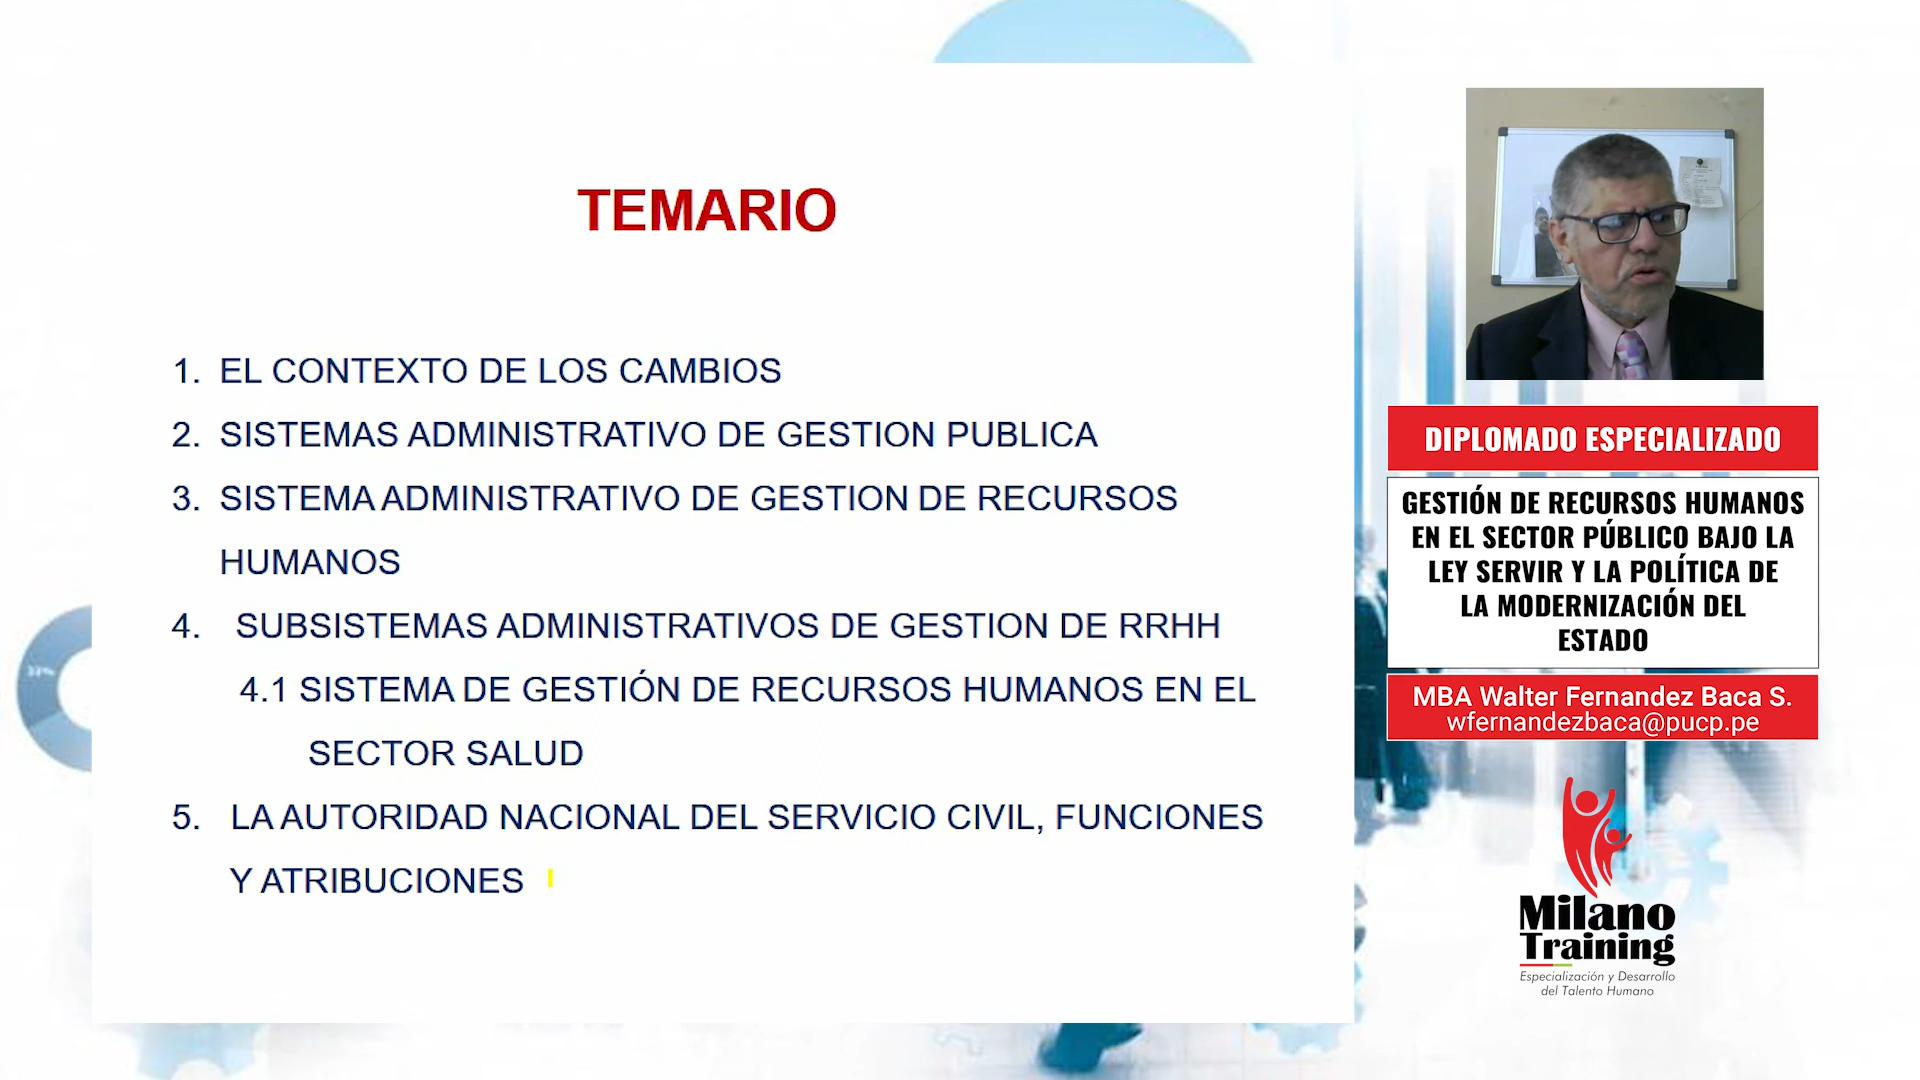 TEMARIO
1. EL CONTEXTO DE LOS CAMBIOS
2. SISTEMAS ADMINISTRATIVO DE GESTION PUBLICA
3. SISTEMA ADMINISTRATIVO DE GESTION DE RECURSOS
HUMANOS
4. SUBSISTEMAS ADMINISTRATIVOS DE GESTION DE RRHH
4.1 SISTEMA DE GESTIÓN DE RECURSOS HUMANOS EN EL
SECTOR SALUD
5. LA AUTORIDAD NACIONAL DEL SERVICIO CIVIL, FUNCIONES
Y ATRIBUCIONES
DIPLOMADO ESPECIALIZADO
GESTIÓN DE RECURSOS HUMANOS
EN EL SECTOR PÚBLICO BAJO LA
LEY SERVIR Y LA POLÍTICA DE
LA MODERNIZACIÓN DEL
ESTADO
MBA Walter Fernandez Baca S.
wfernandezbaca@pucp.pe
Milano
Training
Especialización y Desarrollo
del Talento Humano